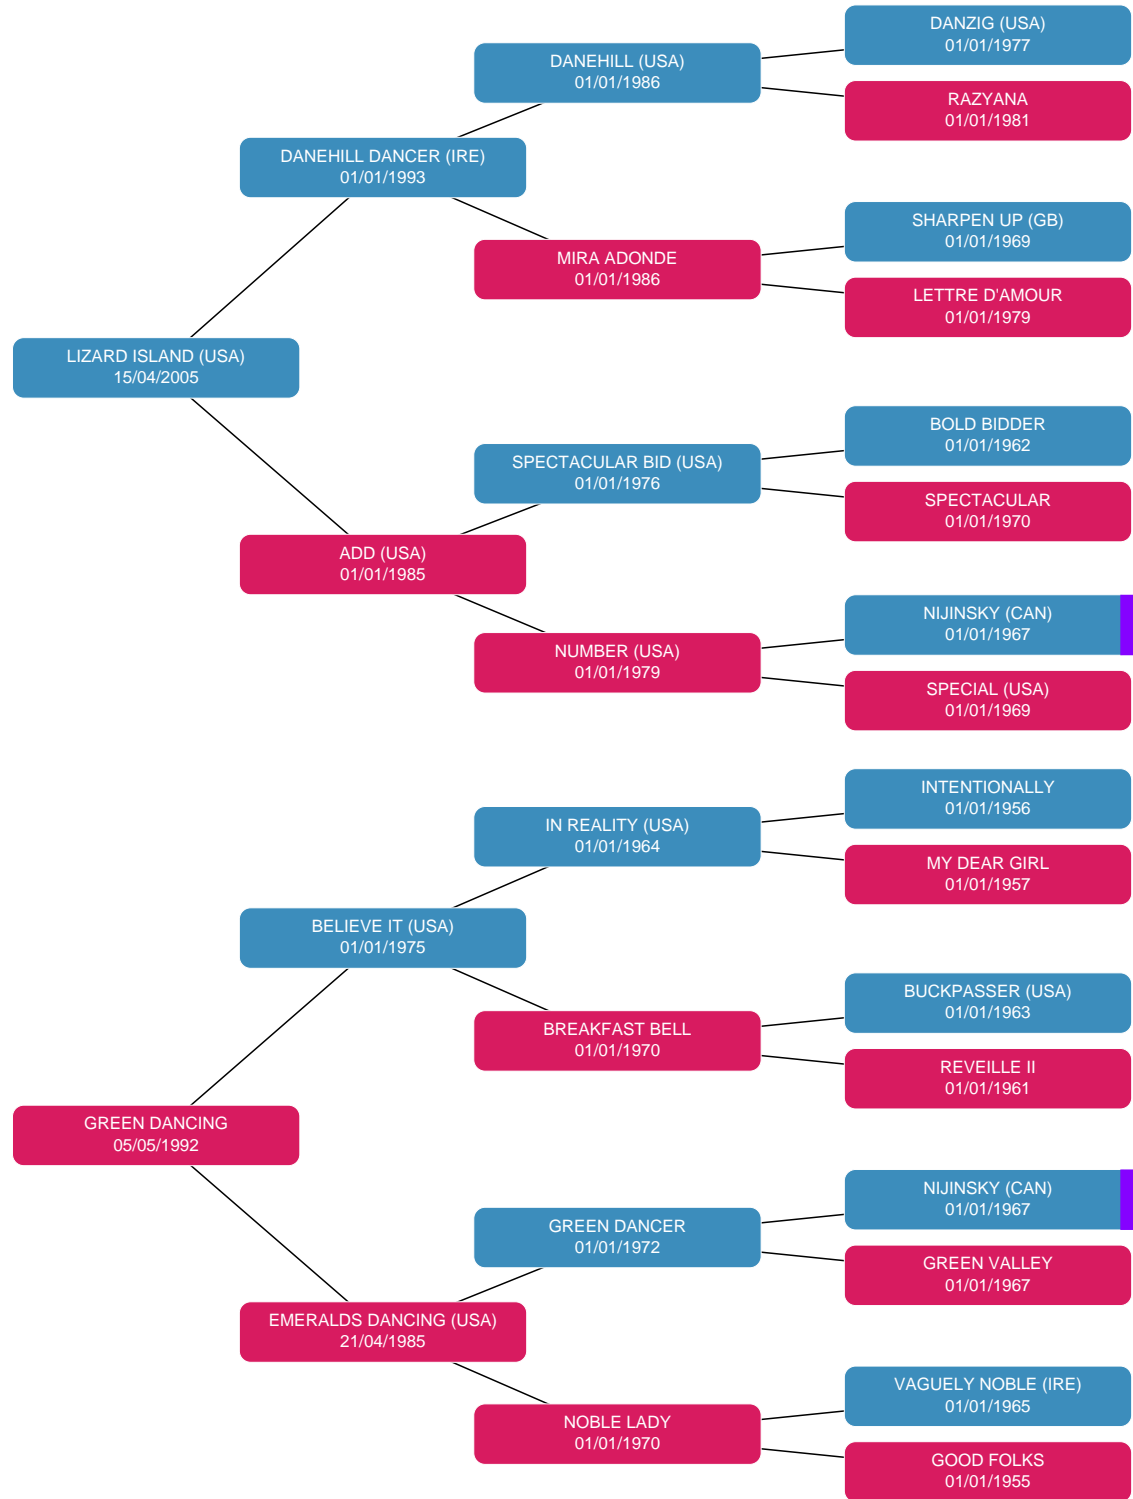 DANZIG (USA)
01/01/1977
DANEHILL (USA)
01/01/1986
RAZYANA
01/01/1981
DANEHILL DANCER (IRE)
01/01/1993
SHARPEN UP (GB)
01/01/1969
MIRA ADONDE
01/01/1986
LETTRE D'AMOUR
01/01/1979
LIZARD ISLAND (USA)
15/04/2005
BOLD BIDDER
01/01/1962
SPECTACULAR BID (USA)
01/01/1976
SPECTACULAR
01/01/1970
ADD (USA)
01/01/1985
NIJINSKY (CAN)
01/01/1967
NUMBER (USA)
01/01/1979
SPECIAL (USA)
01/01/1969
INTENTIONALLY
01/01/1956
IN REALITY (USA)
01/01/1964
MY DEAR GIRL
01/01/1957
BELIEVE IT (USA)
01/01/1975
BUCKPASSER (USA)
01/01/1963
BREAKFAST BELL
01/01/1970
REVEILLE II
01/01/1961
GREEN DANCING
05/05/1992
NIJINSKY (CAN)
01/01/1967
GREEN DANCER
01/01/1972
GREEN VALLEY
01/01/1967
EMERALDS DANCING (USA)
21/04/1985
VAGUELY NOBLE (IRE)
01/01/1965
NOBLE LADY
01/01/1970
GOOD FOLKS
01/01/1955